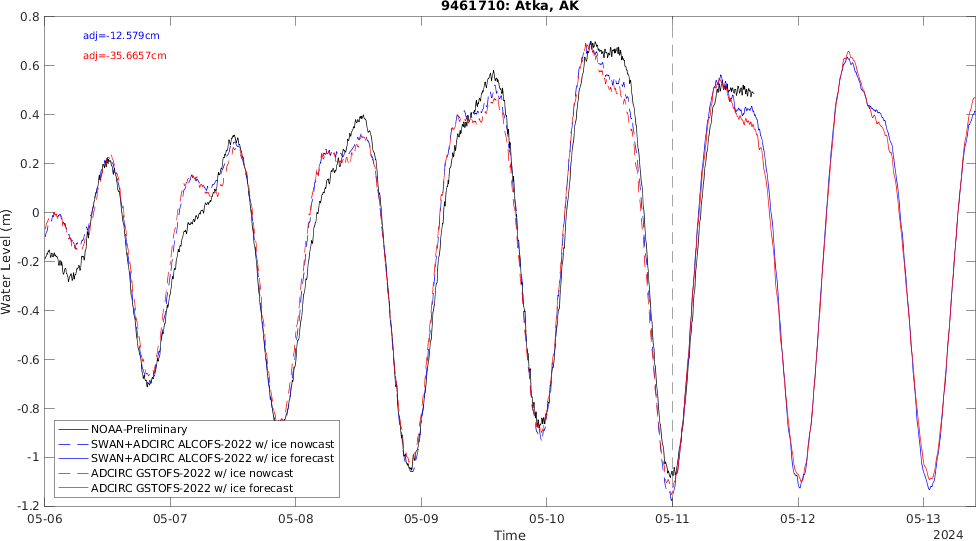 9461710: Atka, AK
adj=-12.579cm
adj=-35.6657cm
0.8
0.6
0.4
0.2
0
-0.2
-0.4
-0.6
-0.8
-1
-1.2
Water Level (m)
NOAA-Preliminary
SWAN+ADCIRC ALCOFS-2022 w/ ice nowcast
SWAN+ADCIRC ALCOFS-2022 w/ ice forecast
ADCIRC GSTOFS-2022 w/ ice nowcast
ADCIRC GSTOFS-2022 w/ ice forecast
05-06 05-07 05-08 05-09 05-10 05-11 05-12 05-13
Time
2024